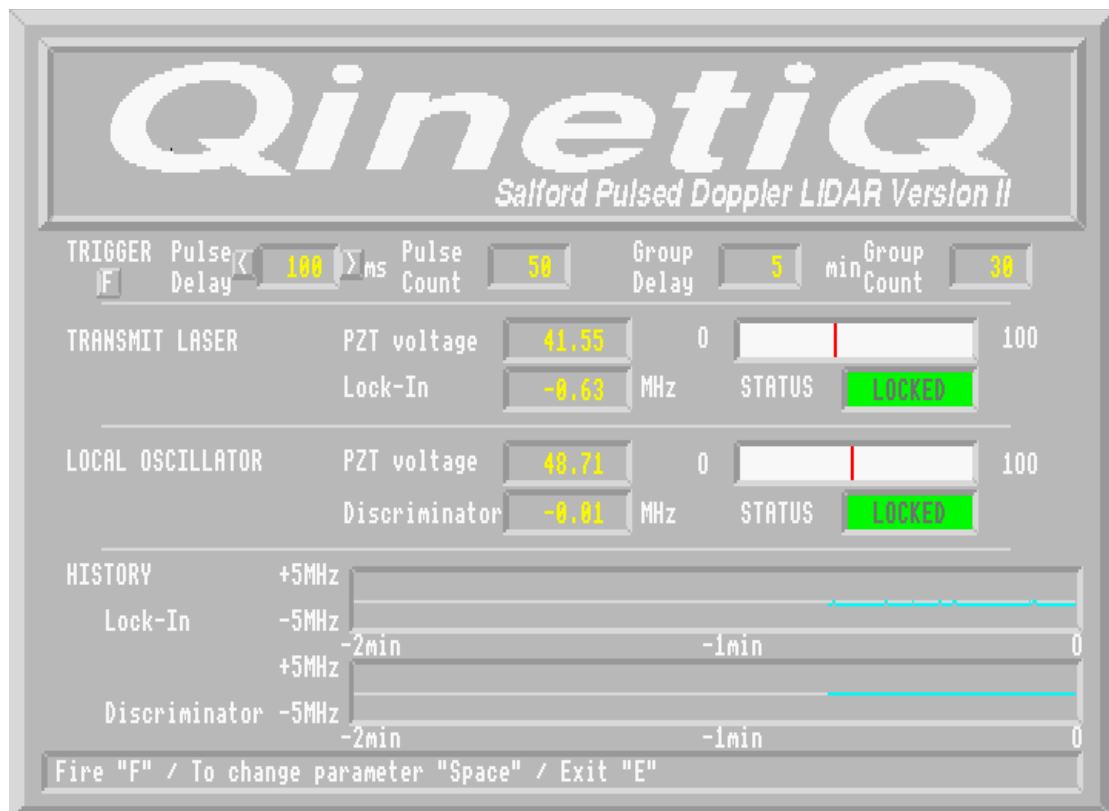 QinetiQ
Salford Pulsed Doppler LIDAR Version II
TRIGGER Pulse Pulse Group Group
< 100 > ms 50 5 min 30
F Delay Count Delay Count
TRANSMIT LASER PZT voltage 41.55 0 100
Lock-In -0.63 MHz STATUS LOCKED
LOCAL OSCILLATOR PZT voltage 48.71 0 100
Discriminator -0.01 MHz STATUS LOCKED
HISTORY +5MHz
Lock-In -5MHz
-2min -1min 0
+5MHz
Discriminator -5MHz
-2min -1min 0
Fire "F" / To change parameter "Space" / Exit "E"